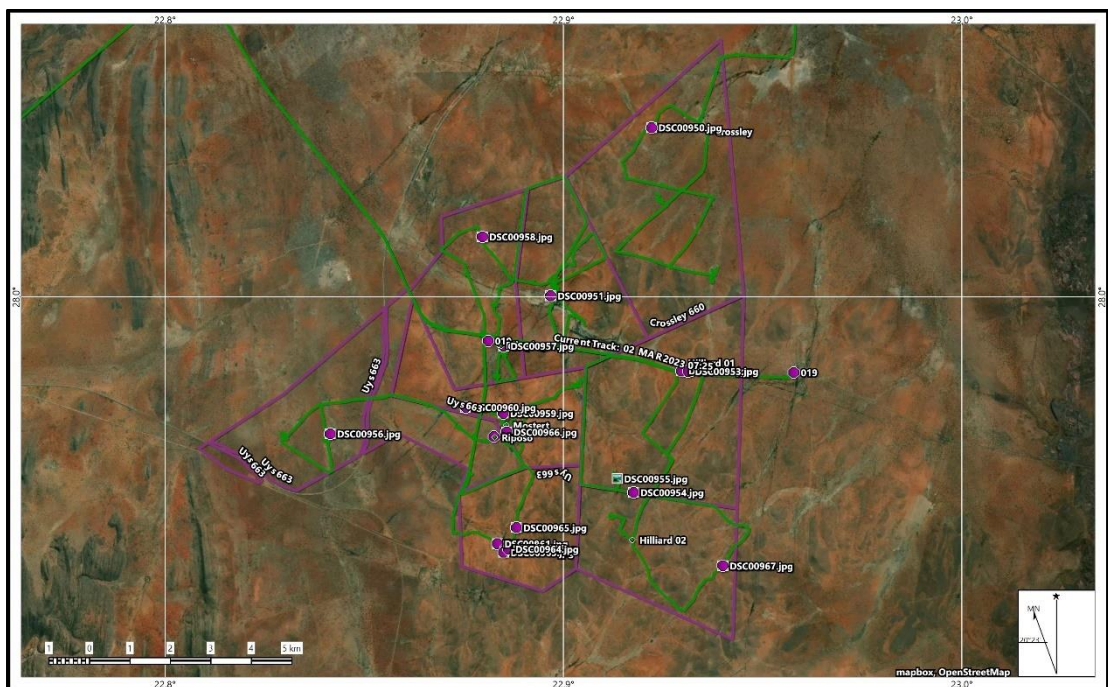 22.8°
22.9°
23.0°
DSC00950.jpg
Crossley
DSC00958.jpg
28.0°
DSC00951.jpg
28.0°
Crossley 660
Current Track: 02 MAR 2023 07:25
DSC00957.jpg
Hilliard 01
DSC00953.jpg
019
Uys 663
Uys 663
DSC00959.jpg
Mostert
DSC00956.jpg
DSC00966.jpg
Riposo
Uys 663
Uys 663
Uys 663
DSC00955.jpg
DSC00954.jpg
DSC00965.jpg
Hilliard 02
DSC00964.jpg
DSC00967.jpg
MN
1 0 1 2 3 4 5 km
mapbox, OpenStreetMap
22.8°
22.9°
23.0°